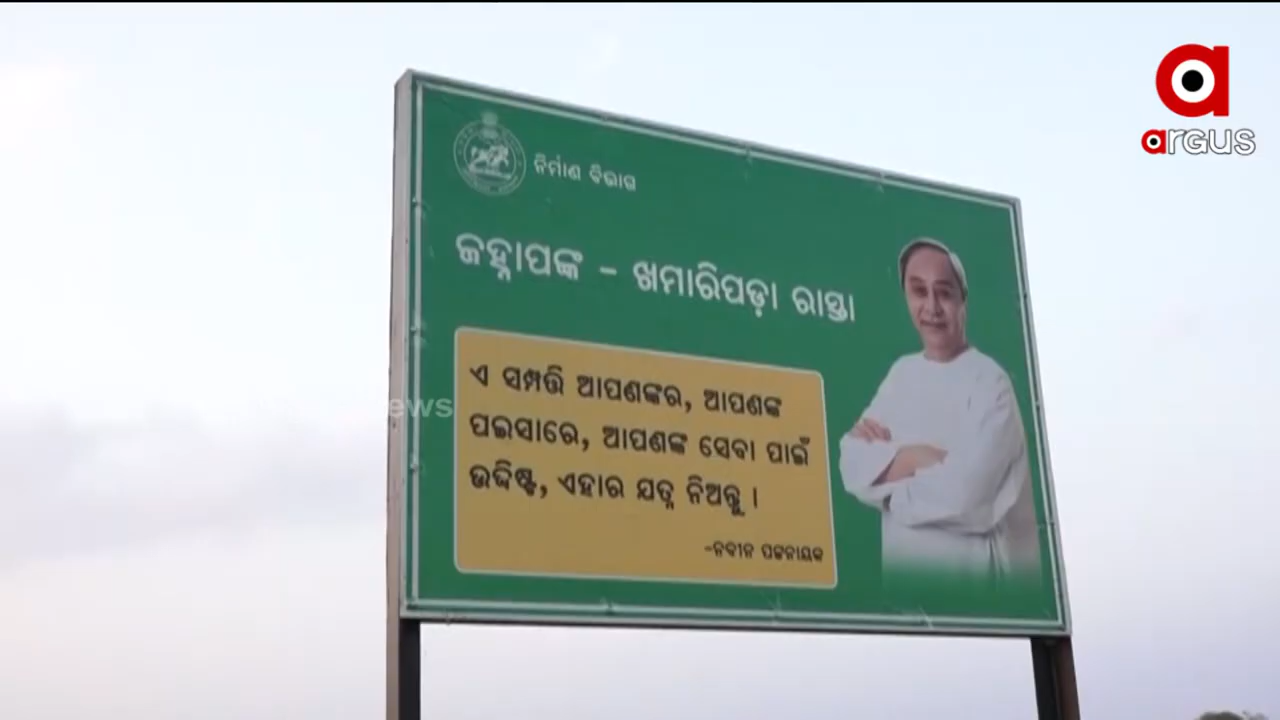 ନିର୍ମାଣ ବିଭାଗ
ଜହ୍ନାପଙ୍କ - ଖମାରିପଡ଼ା ରାସ୍ତା
ଏ ସମ୍ପତ୍ତି ଆପଣଙ୍କର, ଆପଣଙ୍କ
ପଇସାରେ, ଆପଣଙ୍କ ସେବା ପାଇଁ
ଉଦ୍ଦିଷ୍ଟ, ଏହାର ଯତ୍ନ ନିଅନ୍ତୁ ।
-ନବୀନ ପଟ୍ଟନାୟକ
argus